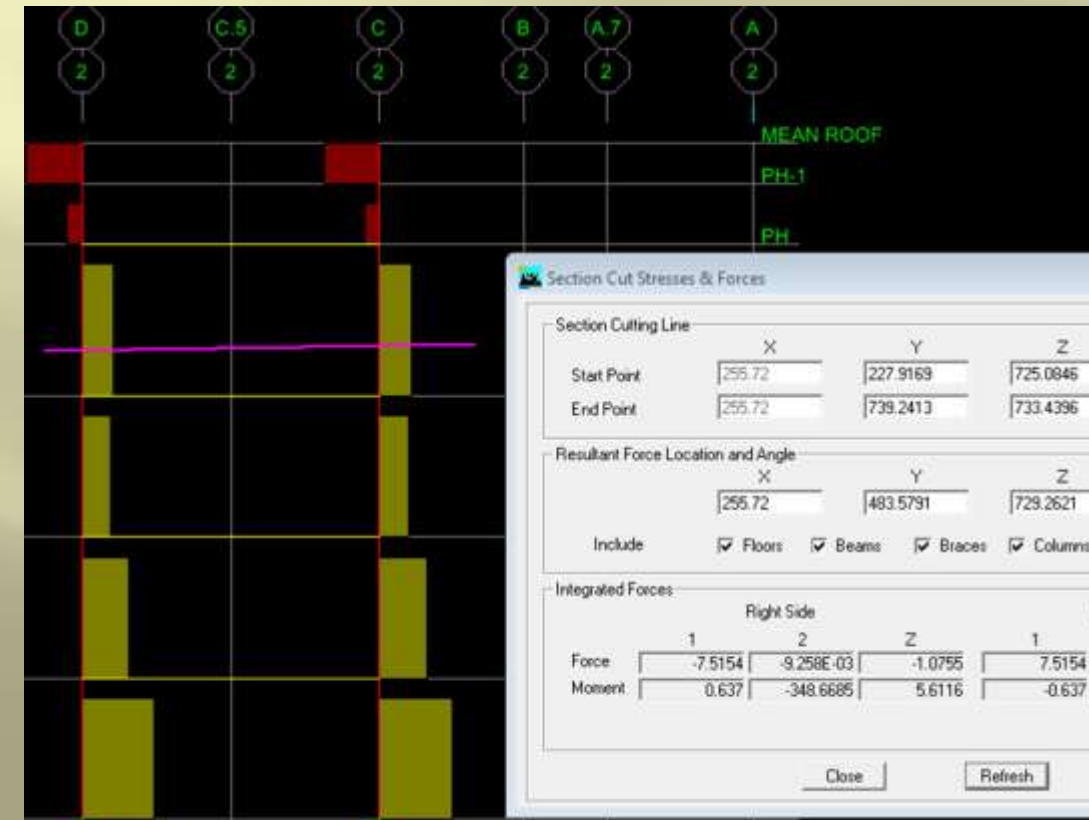 D C.5 C B A.7 A
2 2 2 2 2 2
MEAN ROOF
PH-1
PH
Section Cut Stresses & Forces
Section Cutting Line
X Y Z
Start Point 255.72 227.9169 725.0846
End Point 255.72 739.2413 733.4396
Resultant Force Location and Angle
X Y Z
255.72 483.5791 729.2621
Include Floors Beams Braces Columns
Integrated Forces
Right Side
1 2 Z 1
Force -7.5154 -9.258E-03 -1.0755 7.5154
Moment 0.637 -348.6685 5.6116 -0.637
Close Refresh